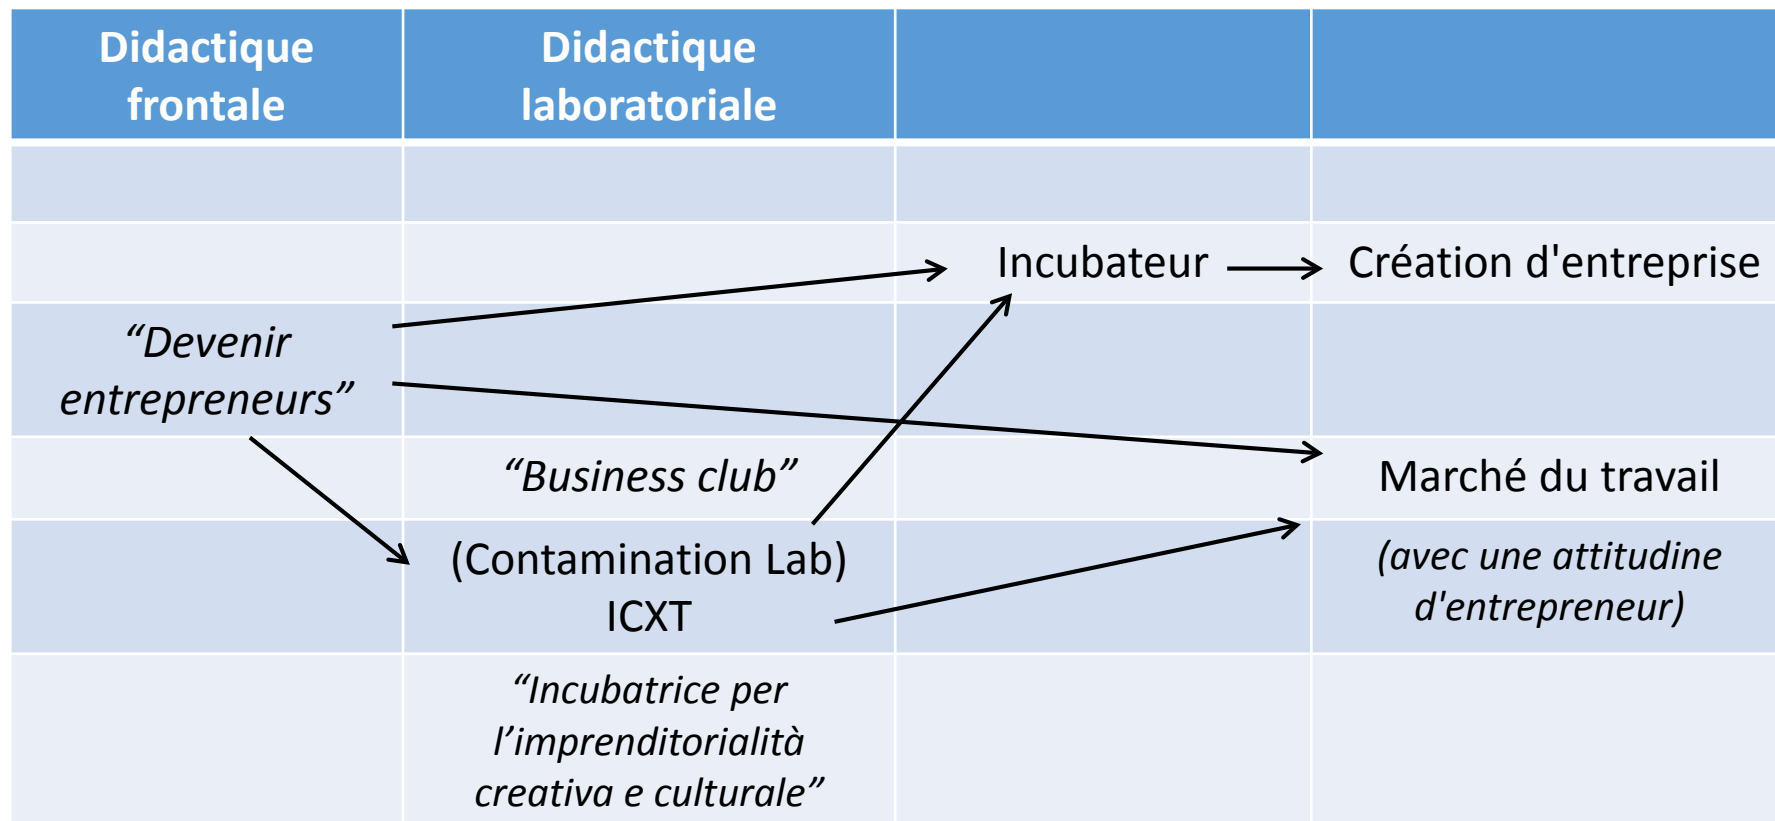 Didactique
frontale
Didactique
laboratoriale
Incubateur
Création d'entreprise
“Devenir
entrepreneurs”
“Business club”
Marché du travail
(Contamination Lab)
ICXT
(avec une attitudine
d'entrepreneur)
“Incubatrice per
l’imprenditorialità
creativa e culturale”